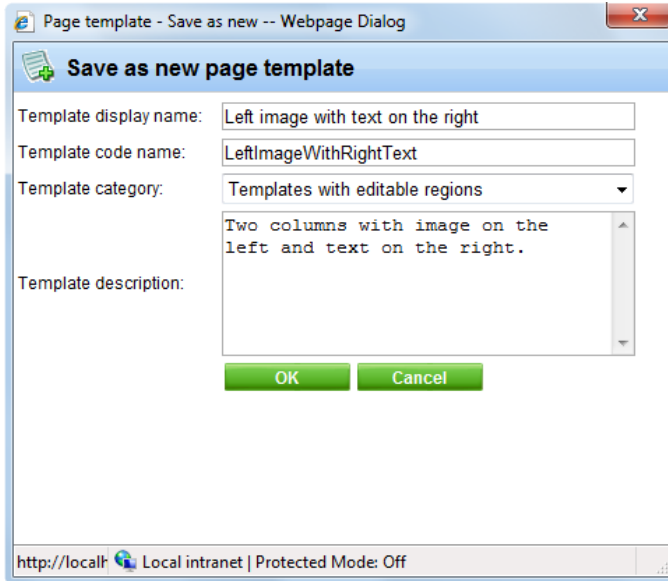 Page template - Save as new -- Webpage Dialog
Save as new page template
Template display name: Left image with text on the right
Template code name: LeftImageWithRightText
Template category: Templates with editable regions
Two columns with image on the
left and text on the right.
Template description:
OK Cancel
http://localh Local intranet | Protected Mode: Off